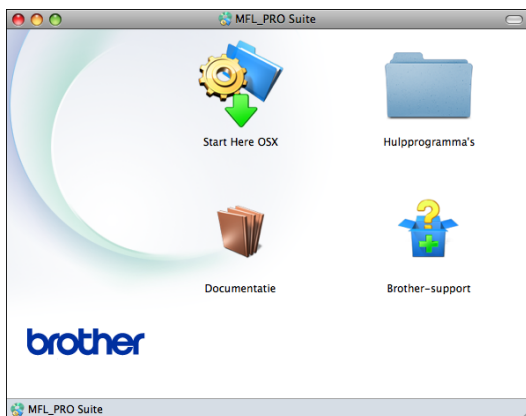 MFL_PRO Suite
Start Here OSX
Hulpprogramma's
Documentatie
Brother-support
brother
MFL_PRO Suite